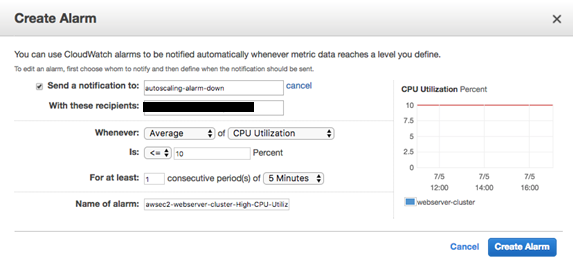 Create Alarm
You can use CloudWatch alarms to be notified automatically whenever metric data reaches a level you define.
To edit an alarm, first choose whom to notify and then define when the notification should be sent.
Send a notification to: autoscaling-alarm-down cancel
With these recipients:
Whenever: Average of CPU Utilization
Is: <= 10 Percent
For at least: 1 consecutive period(s) of 5 Minutes
Name of alarm: awsec2-webserver-cluster-High-CPU-Utiliz
CPU Utilization Percent
10
7.5
5
2.5
0
7/5 7/5 7/5
12:00 14:00 16:00
webserver-cluster
Cancel Create Alarm